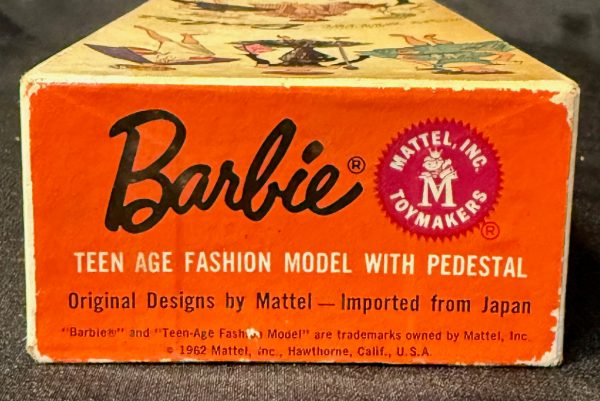 Barbie®
MATTEL, INC.
M
TOYMAKERS
®
TEEN AGE FASHION MODEL WITH PEDESTAL
Original Designs by Mattel — Imported from Japan
"Barbie®" and "Teen-Age Fashion Model" are trademarks owned by Mattel, Inc.
© 1962 Mattel, Inc., Hawthorne, Calif., U.S.A.